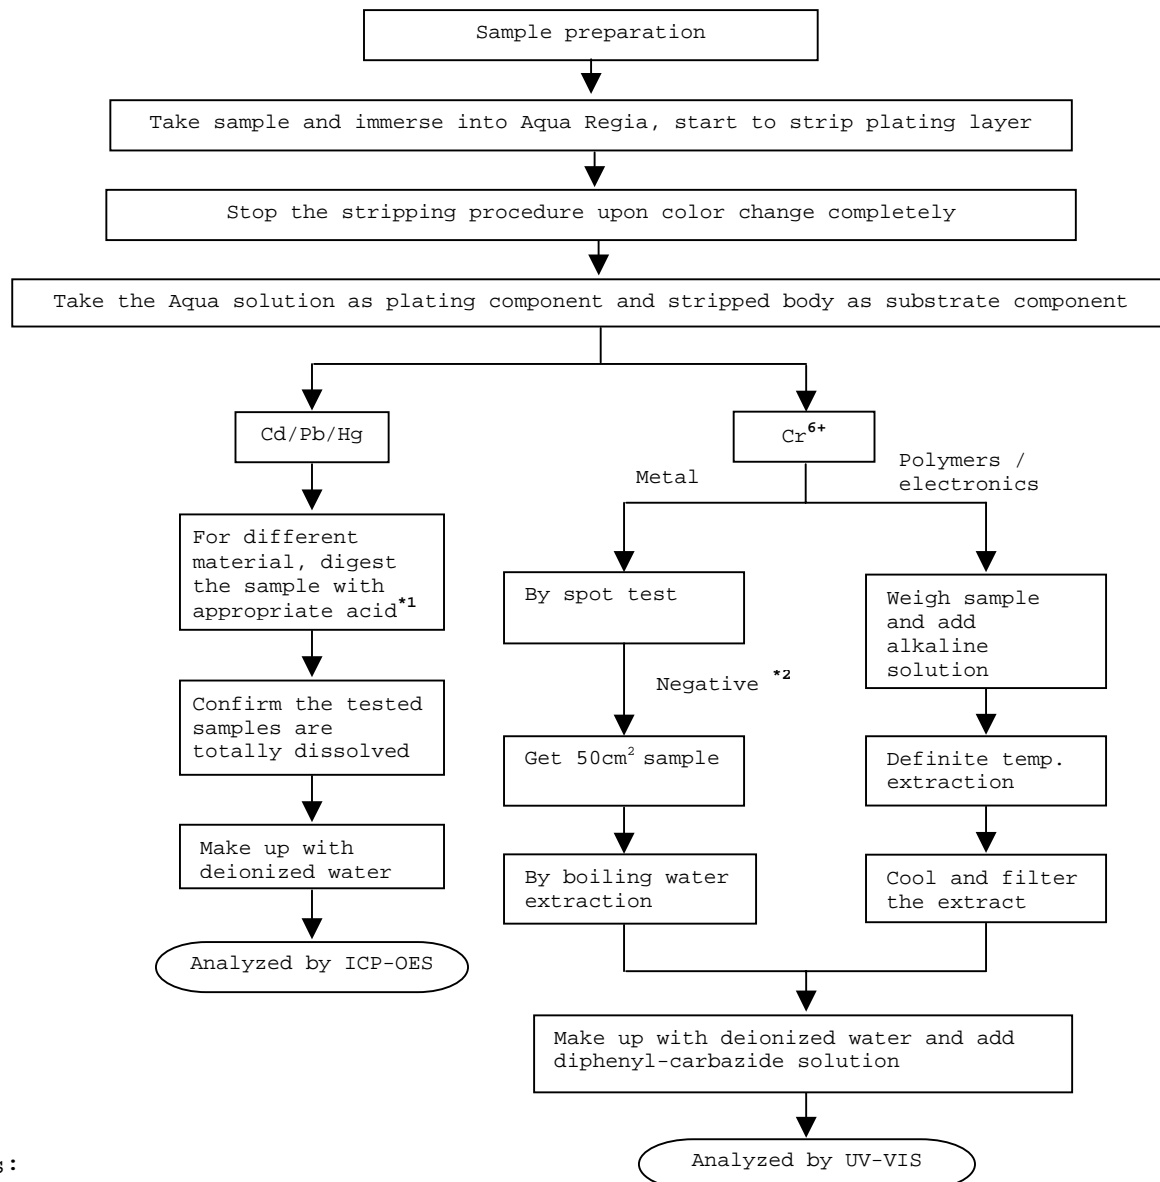 Sample preparation
Take sample and immerse into Aqua Regia, start to strip plating layer
Stop the stripping procedure upon color change completely
Take the Aqua solution as plating component and stripped body as substrate component
Cd/Pb/Hg
For different
material, digest
the sample with
appropriate acid*1
Confirm the tested
samples are
totally dissolved
Make up with
deionized water
Analyzed by ICP-OES
Cr6+
Metal
Polymers /
electronics
By spot test
Negative *2
Get 50cm2 sample
By boiling water
extraction
Weigh sample
and add
alkaline
solution
Definite temp.
extraction
Cool and filter
the extract
Make up with deionized water and add
diphenyl-carbazide solution
Analyzed by UV-VIS
s: